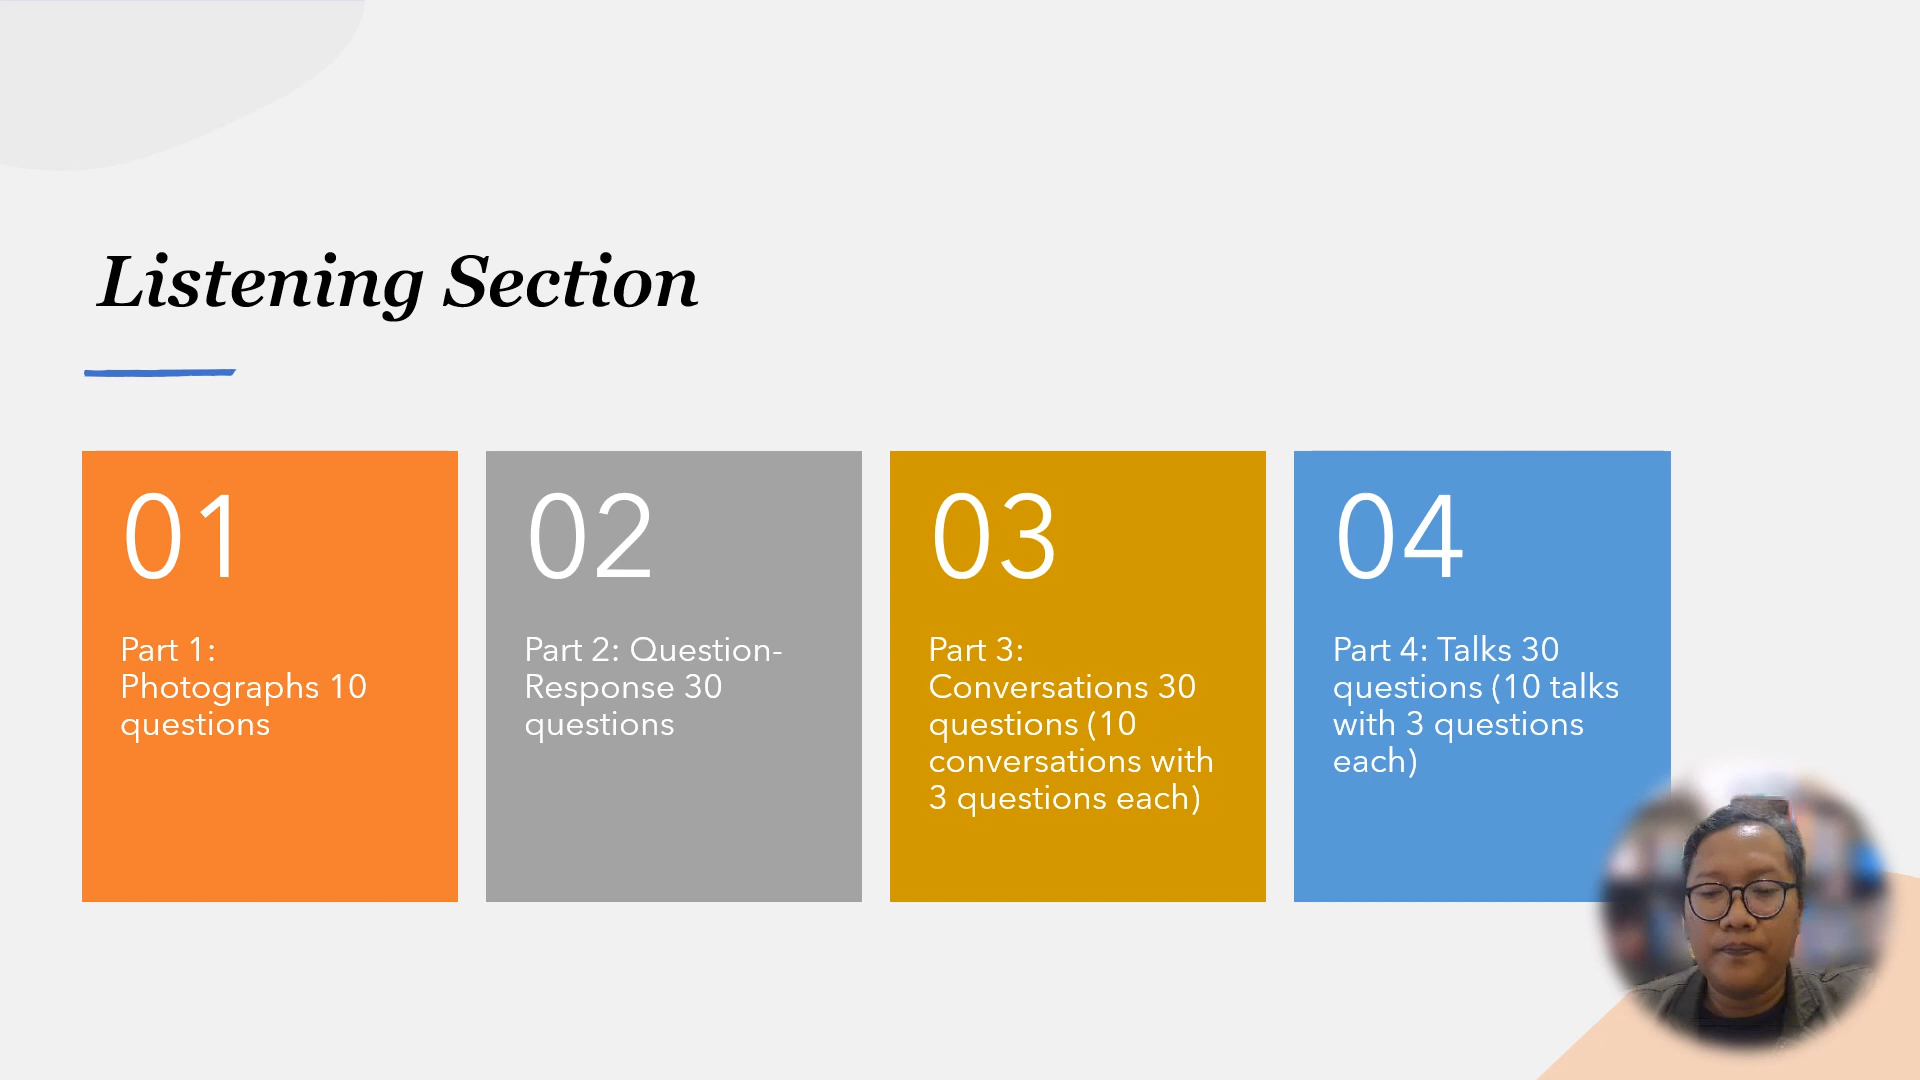 Listening Section
01
Part 1:
Photographs 10
questions
02
Part 2: Question-
Response 30
questions
03
Part 3:
Conversations 30
questions (10
conversations with
3 questions each)
04
Part 4: Talks 30
questions (10 talks
with 3 questions
each)